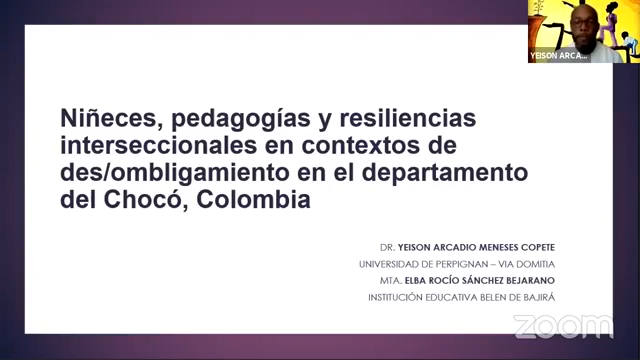 YEISON ARCA...
Niñeces, pedagogías y resiliencias
interseccionales en contextos de
des/ombligamiento en el departamento
del Chocó, Colombia
DR. YEISON ARCADIO MENESES COPETE
UNIVERSIDAD DE PERPIGNAN – VIA DOMITIA
MTA. ELBA ROCÍO SÁNCHEZ BEJARANO
INSTITUCIÓN EDUCATIVA BELEN DE BAJIRÁ
zoom